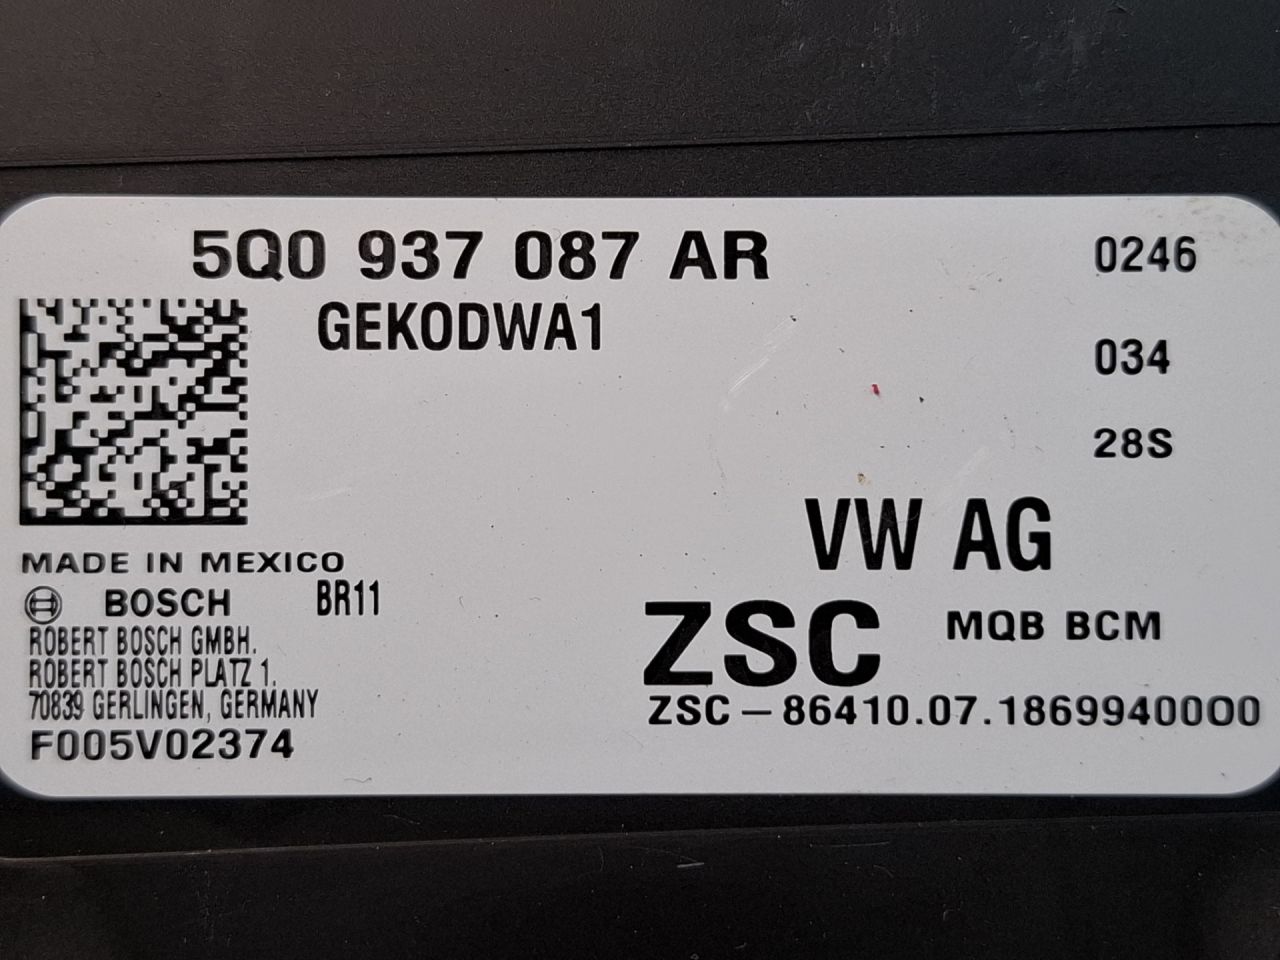 5Q0 937 087 AR 0246
GEKODWA1
034
28S
VW AG
MADE IN MEXICO
BOSCH BR11
ZSC MQB BCM
ROBERT BOSCH GMBH.
ROBERT BOSCH PLATZ 1.
70839 GERLINGEN, GERMANY
ZSC-86410.07.1869940000
F005V02374